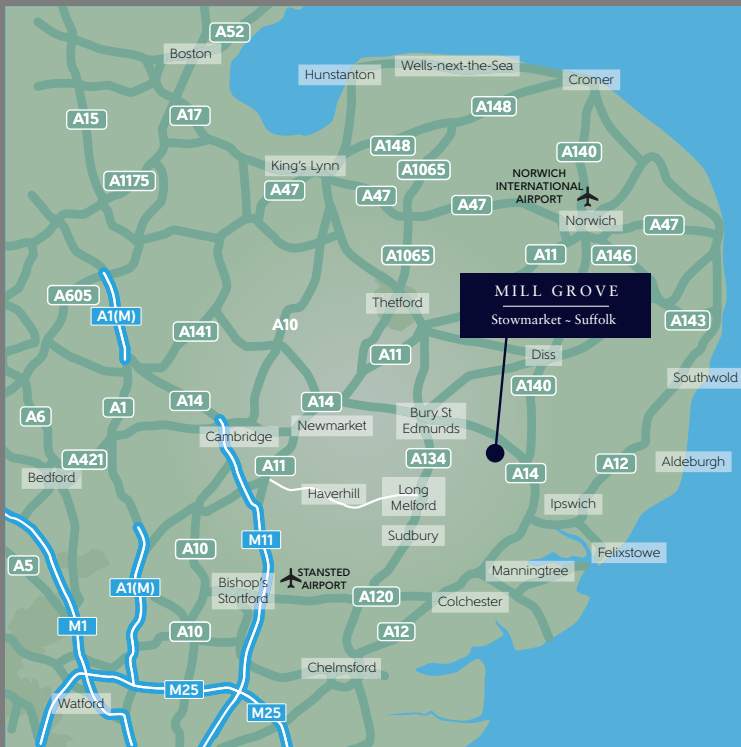 A52
Boston
Wells-next-the-Sea
Hunstanton
Cromer
A148
A15
A17
A148
A140
King's Lynn
A1065
A1175
NORWICH
INTERNATIONAL
AIRPORT
A47
A47
A47
Norwich
A47
A1065
A11
A146
A605
MILL GROVE
Stowmarket ~ Suffolk
Thetford
A1(M)
A10
A143
A141
A11
Diss
Southwold
A140
A14
A14
A1
A6
Bury St
Edmunds
Newmarket
Cambridge
A421
A11
A134
A12
Aldeburgh
A14
Bedford
Haverhill
Long
Melford
Ipswich
Sudbury
M11
A10
Felixstowe
A5
Manningtree
STANSTED
AIRPORT
A1(M)
Bishop's
Stortford
A120
Colchester
M1
A10
A12
Chelmsford
M25
Watford
M25